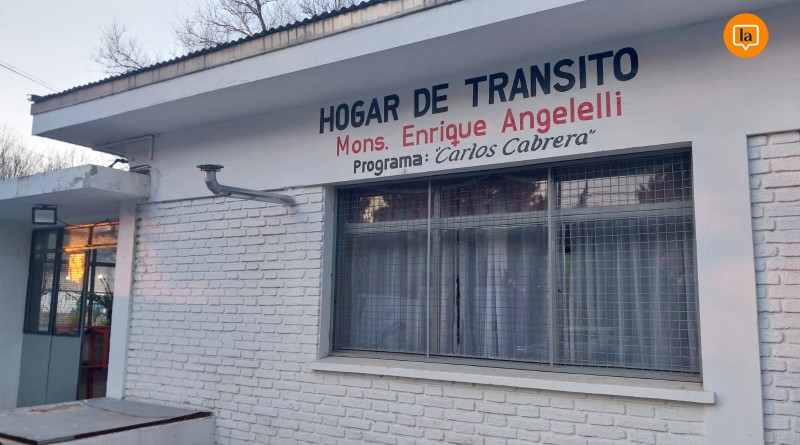 la
HOGAR DE TRANSITO
Mons. Enrique Angelelli
Programa: "Carlos Cabrera"